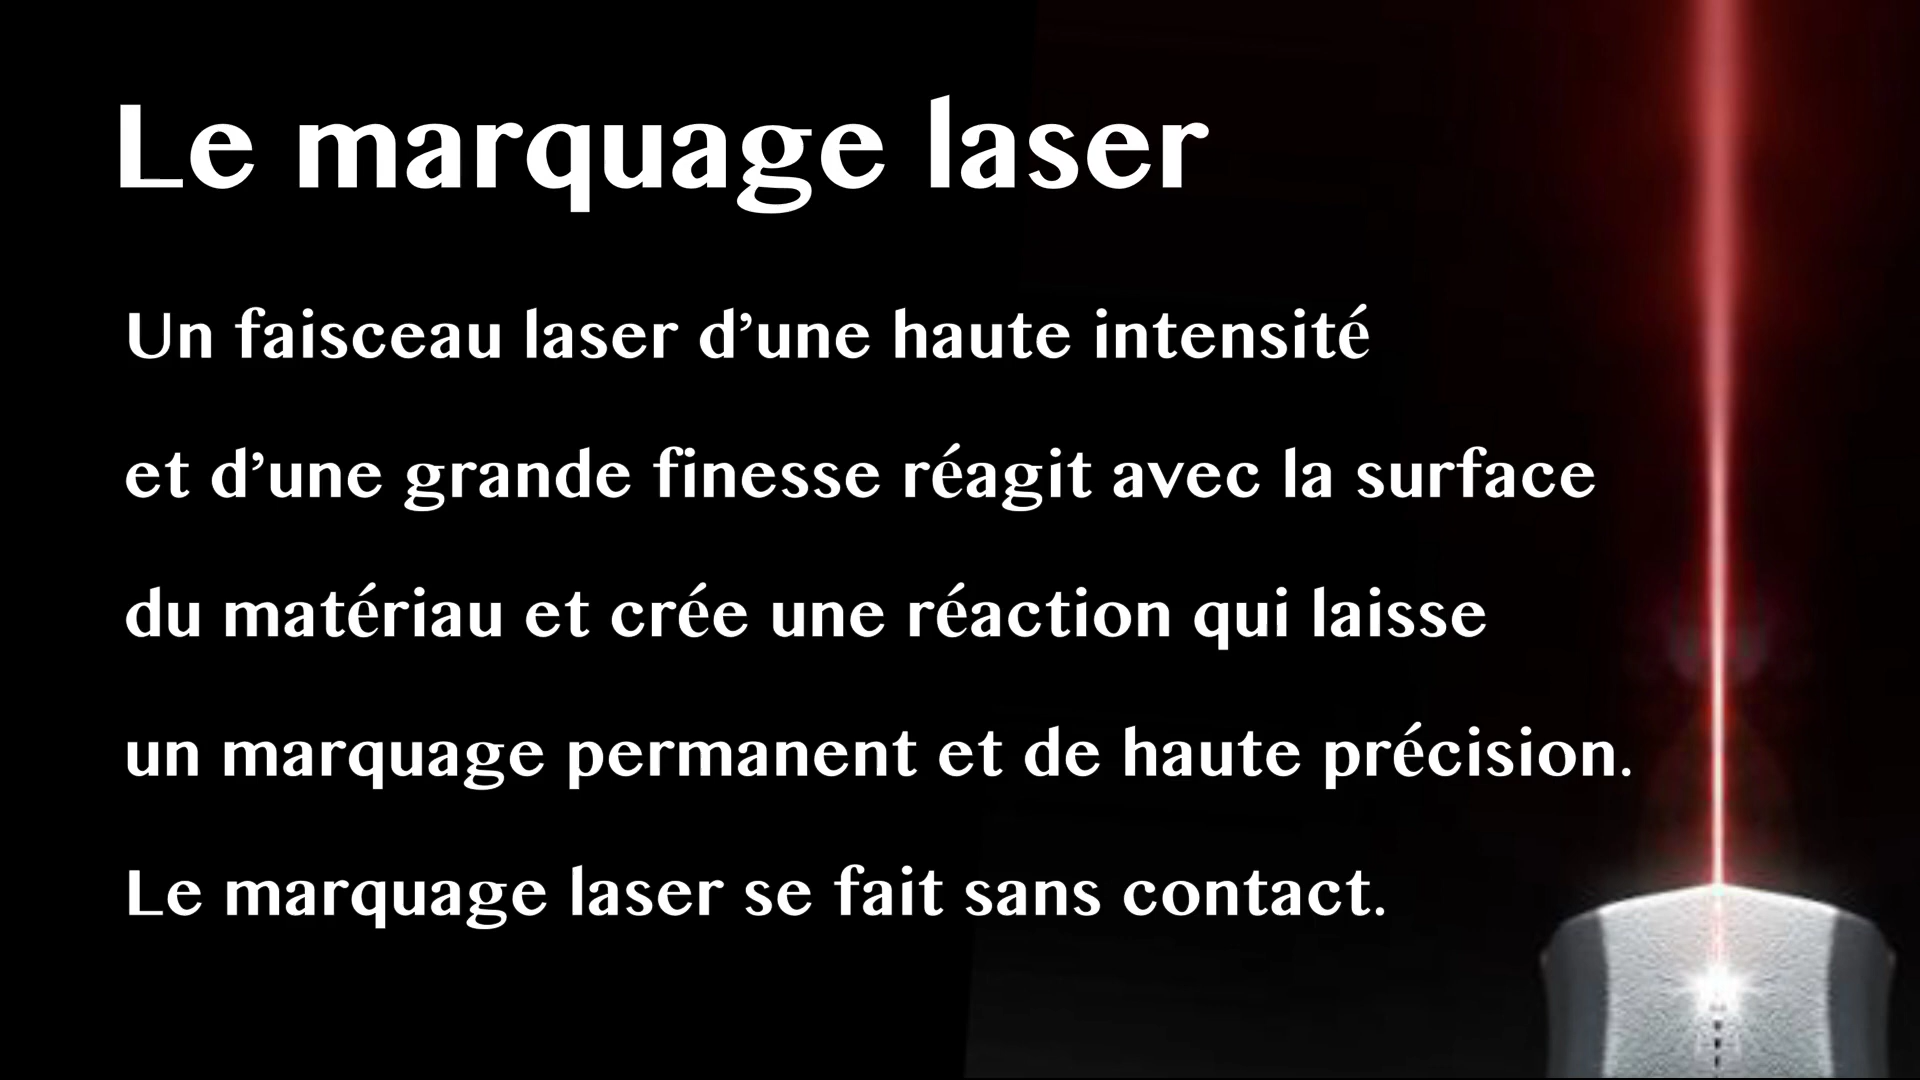 Le marquage laser
Un faisceau laser d’une haute intensité
et d’une grande finesse réagit avec la surface
du matériau et crée une réaction qui laisse
un marquage permanent et de haute précision.
Le marquage laser se fait sans contact.